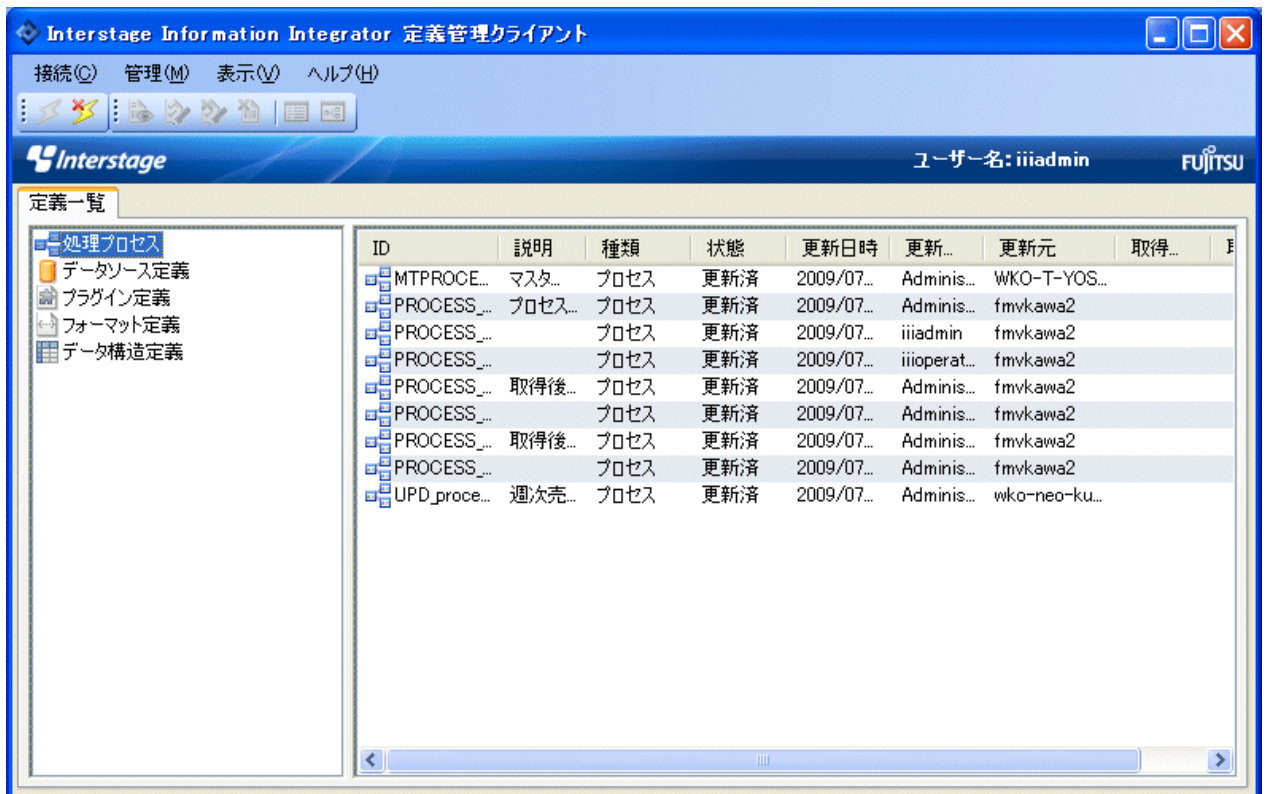 Interstage Information Integrator 定義管理クライアント
接続(C) 管理(M) 表示(V) ヘルプ(H)
Interstage ユーザー名: iiiadmin FUJITSU
定義一覧
処理プロセス
データソース定義
プラグイン定義
フォーマット定義
データ構造定義
ID 説明 種類 状態 更新日時 更新... 更新元 取得...
MTPROCE... マスタ... プロセス 更新済 2009/07... Adminis... WKO-T-YOS...
PROCESS_... プロセス... プロセス 更新済 2009/07... Adminis... fmvkawa2
PROCESS_... プロセス 更新済 2009/07... iiiadmin fmvkawa2
PROCESS_... プロセス 更新済 2009/07... iiioperat... fmvkawa2
PROCESS_... 取得後... プロセス 更新済 2009/07... Adminis... fmvkawa2
PROCESS_... プロセス 更新済 2009/07... Adminis... fmvkawa2
PROCESS_... 取得後... プロセス 更新済 2009/07... Adminis... fmvkawa2
PROCESS_... プロセス 更新済 2009/07... Adminis... fmvkawa2
UPD_proce... 週次売... プロセス 更新済 2009/07... Adminis... wko-neo-ku...